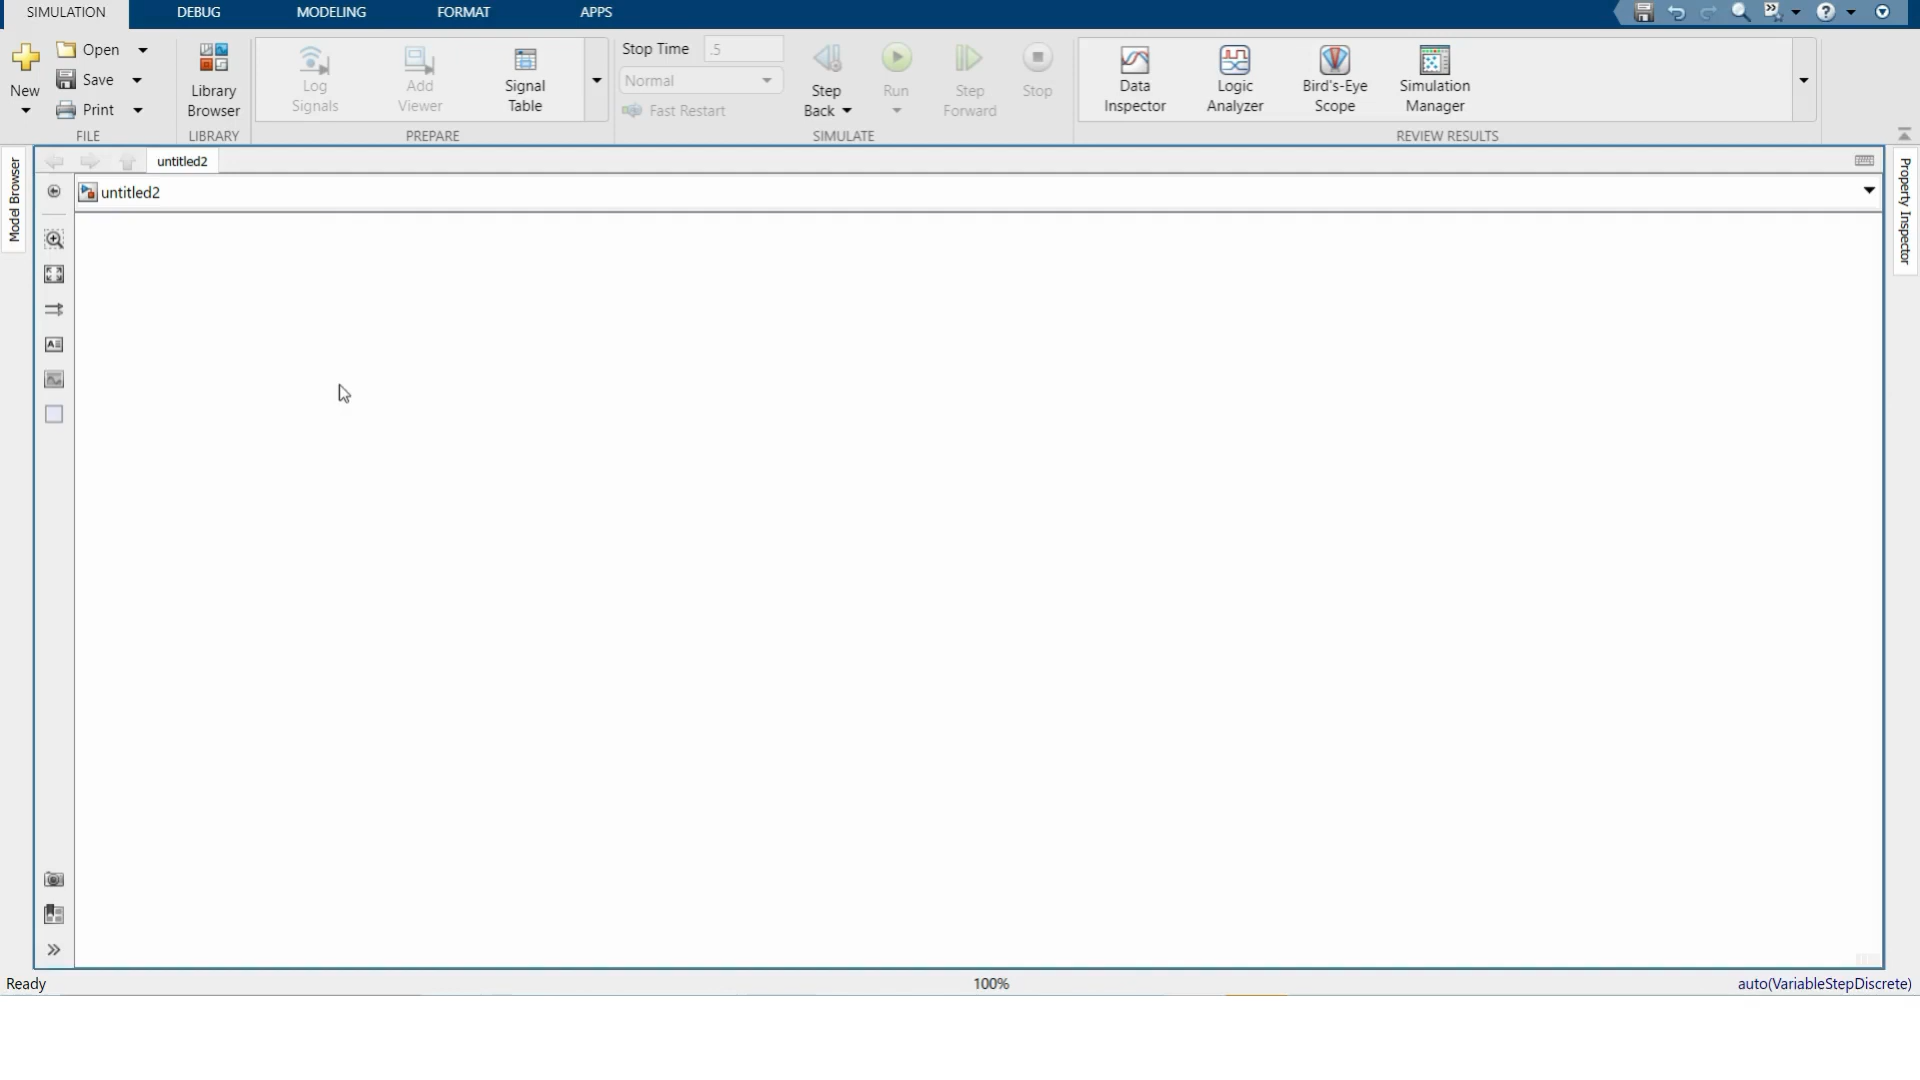 SIMULATION DEBUG MODELING FORMAT APPS
New
Open
Save
Print
FILE
Library
Browser
LIBRARY
Log
Signals
Add
Viewer
Signal
Table
PREPARE
Stop Time .5
Normal
Fast Restart
Step
Back
Run
Step
Forward
Stop
SIMULATE
Data
Inspector
Logic
Analyzer
Bird's-Eye
Scope
Simulation
Manager
REVIEW RESULTS
Model Browser
untitled2
untitled2
Property Inspector
Ready 100% auto(VariableStepDiscrete)